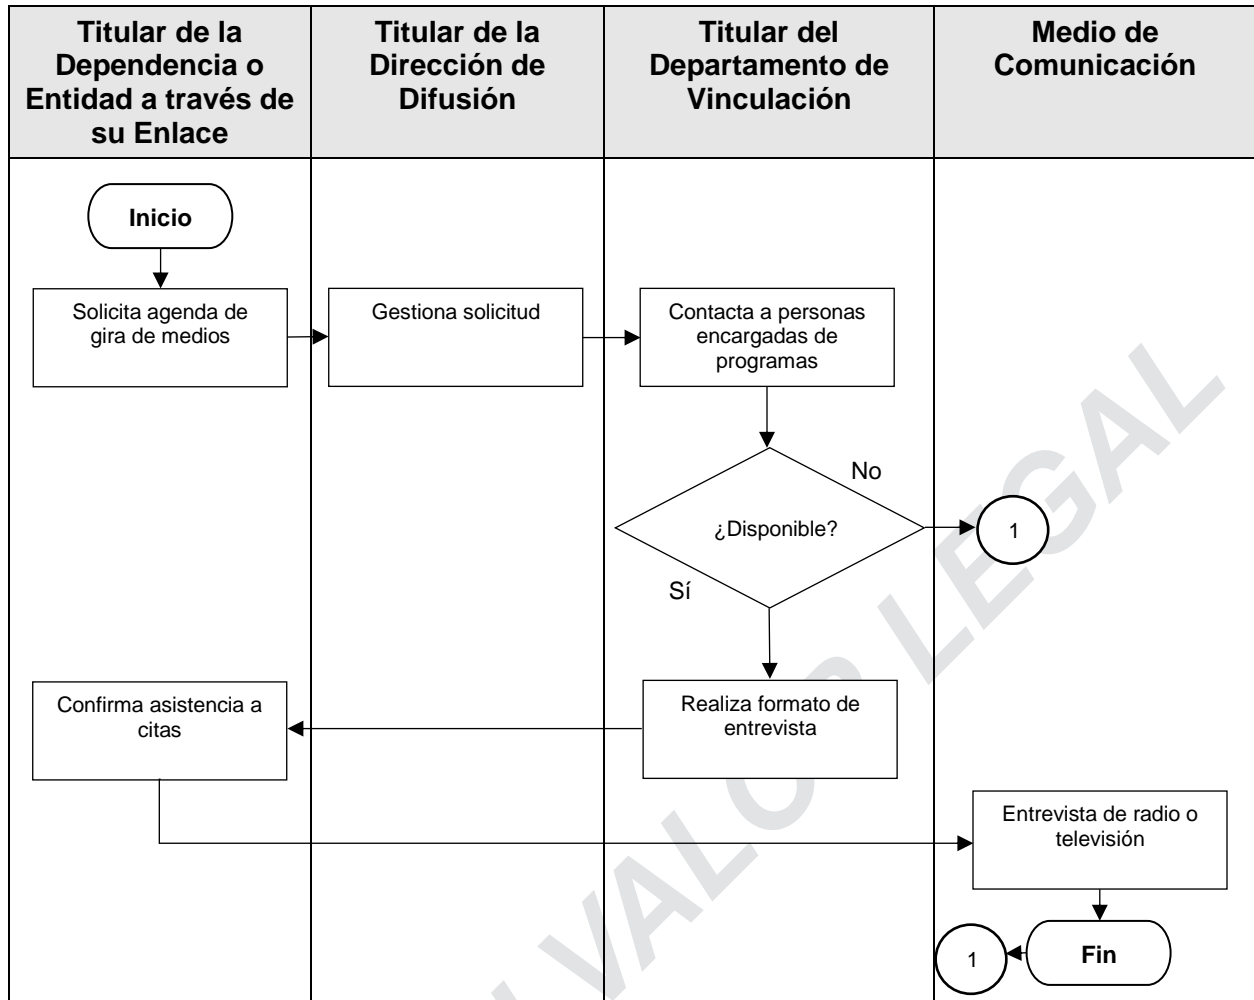 Titular de la
Dependencia o
Entidad a través de
su Enlace
Titular de la
Dirección de
Difusión
Titular del
Departamento de
Vinculación
Medio de
Comunicación
Inicio
Solicita agenda de
gira de medios
Gestiona solicitud
Contacta a personas
encargadas de
programas
No
¿Disponible?
1
Sí
Confirma asistencia a
citas
Realiza formato de
entrevista
Entrevista de radio o
televisión
1
Fin
VALOR LEGAL